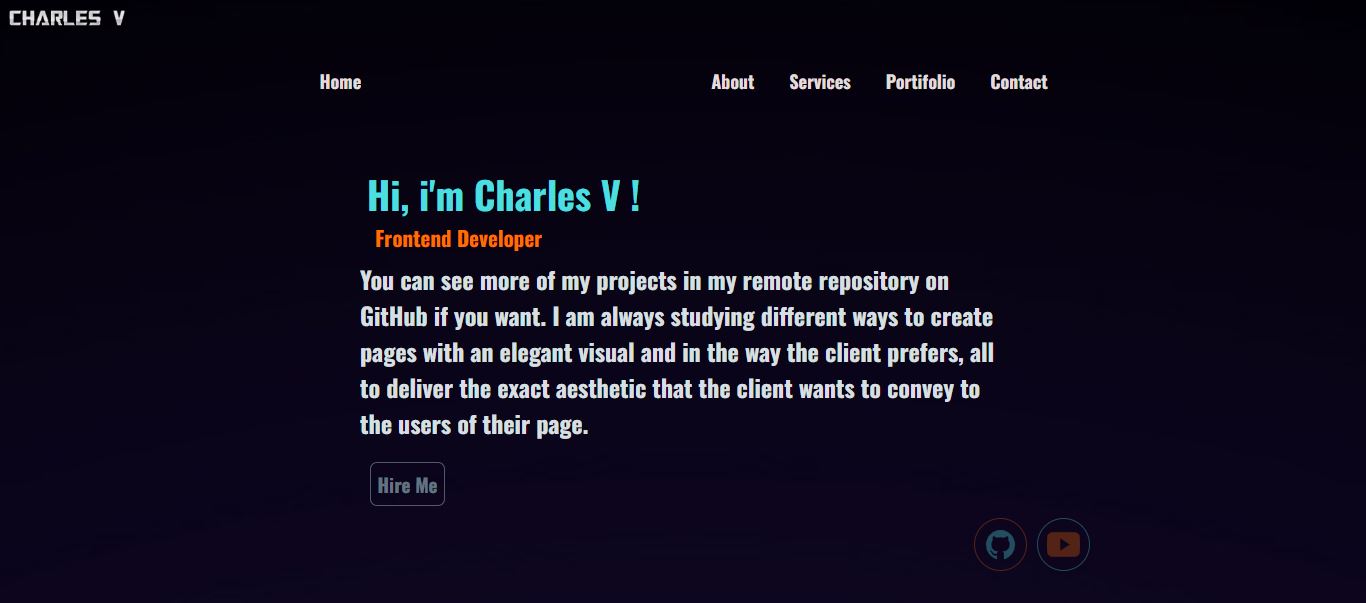 CHARLES V
Home About Services Portifolio Contact
Hi, i'm Charles V !
Frontend Developer
You can see more of my projects in my remote repository on
GitHub if you want. I am always studying different ways to create
pages with an elegant visual and in the way the client prefers, all
to deliver the exact aesthetic that the client wants to convey to
the users of their page.
Hire Me